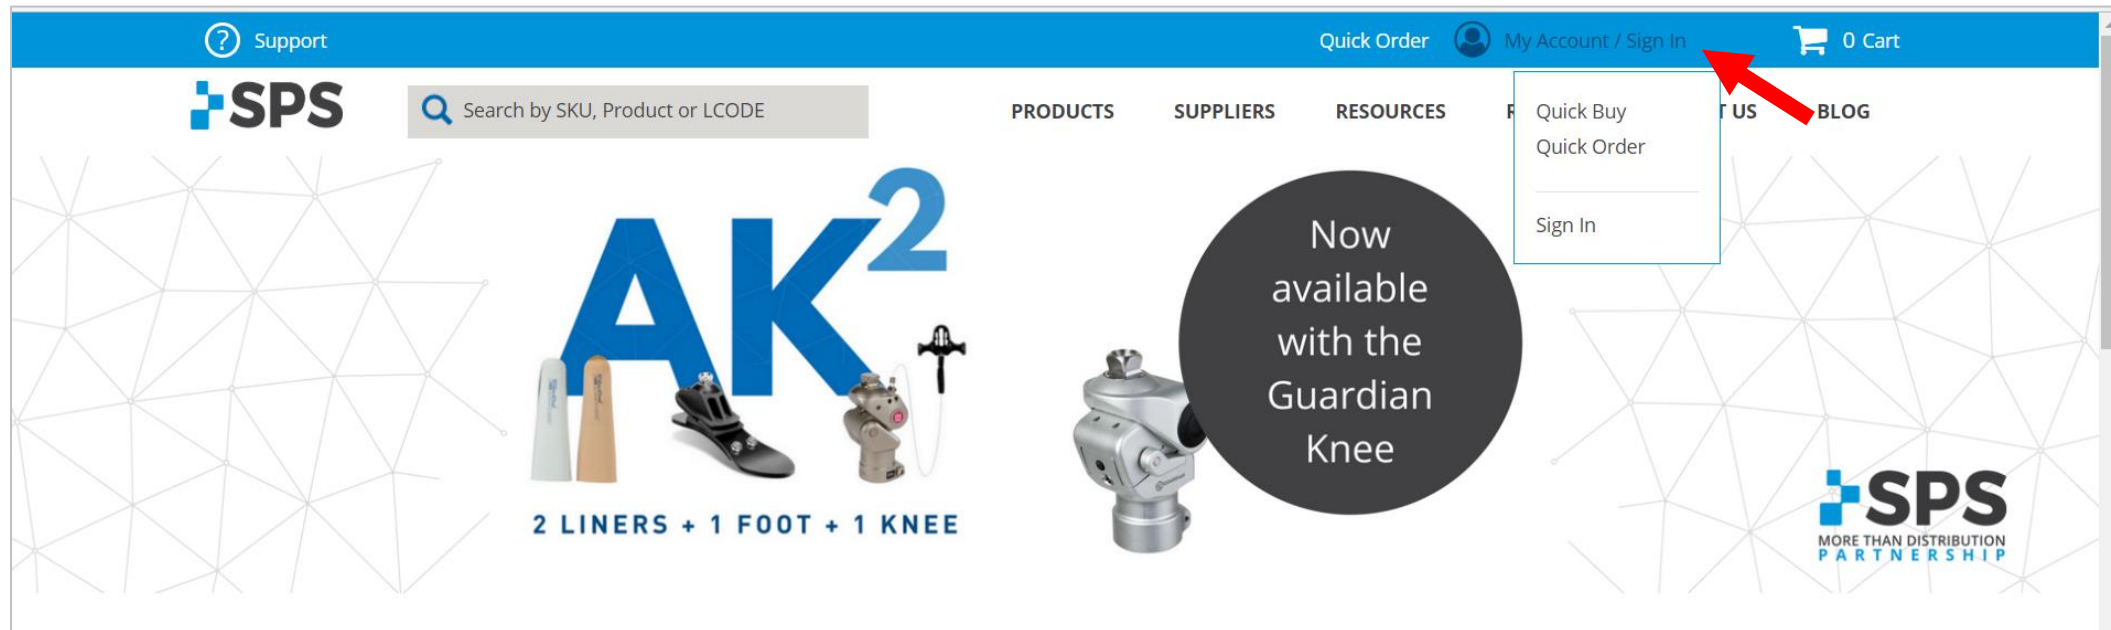 ? Support
Quick Order
My Account / Sign In
0 Cart
SPS
Search by SKU, Product or LCODE
PRODUCTS
SUPPLIERS
RESOURCES
T US
BLOG
Quick Buy
Quick Order
Sign In
AK2
2 LINERS + 1 FOOT + 1 KNEE
Now
available
with the
Guardian
Knee
SPS
MORE THAN DISTRIBUTION
PARTNERSHIP